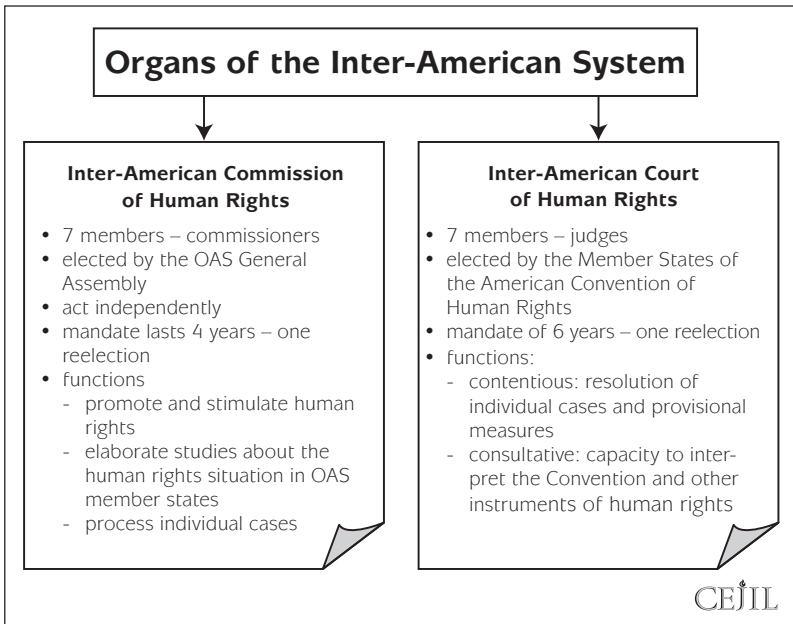 Organs of the Inter-American System
Inter-American Commission
of Human Rights
• 7 members – commissioners
• elected by the OAS General
Assembly
• act independently
• mandate lasts 4 years – one
reelection
• functions
- promote and stimulate human
rights
- elaborate studies about the
human rights situation in OAS
member states
- process individual cases
Inter-American Court
of Human Rights
• 7 members – judges
• elected by the Member States of
the American Convention of
Human Rights
• mandate of 6 years – one reelection
• functions:
- contentious: resolution of
individual cases and provisional
measures
- consultative: capacity to inter-
pret the Convention and other
instruments of human rights
CEJIL